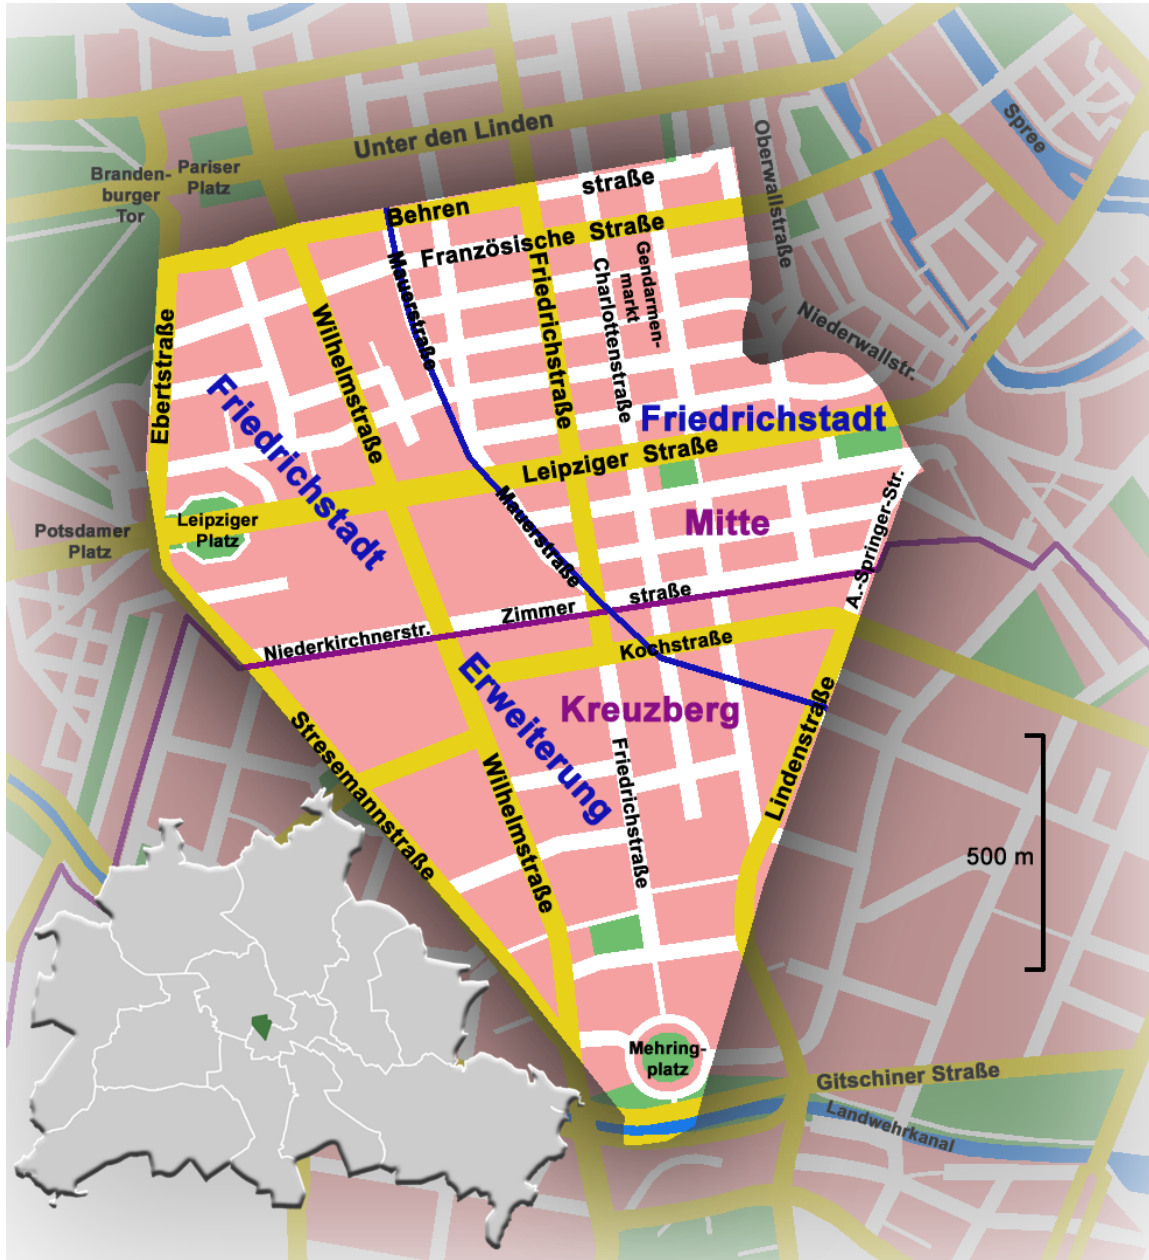 Spree
Unter den Linden
Oberwallstraße
Branden-
burger
Tor
Pariser
Platz
straße
Behren
Französische Straße
Gendarmen-
markt
Mauerstraße
Friedrichstraße
Charlottenstraße
Niederwallstr.
Wilhelmstraße
Ebertstraße
Friedrichstadt
Friedrichstadt
Leipziger Straße
Mitte
Leipziger
Platz
Potsdamer
Platz
Mauerstraße
A.-Springer-Str.
straße
Zimmer
Niederkirchnerstr.
Kochstraße
Erweiterung
Kreuzberg
Lindenstraße
Stresemannstraße
Wilhelmstraße
Friedrichstraße
500 m
Mehring-
platz
Gitschiner Straße
Landwehrkanal